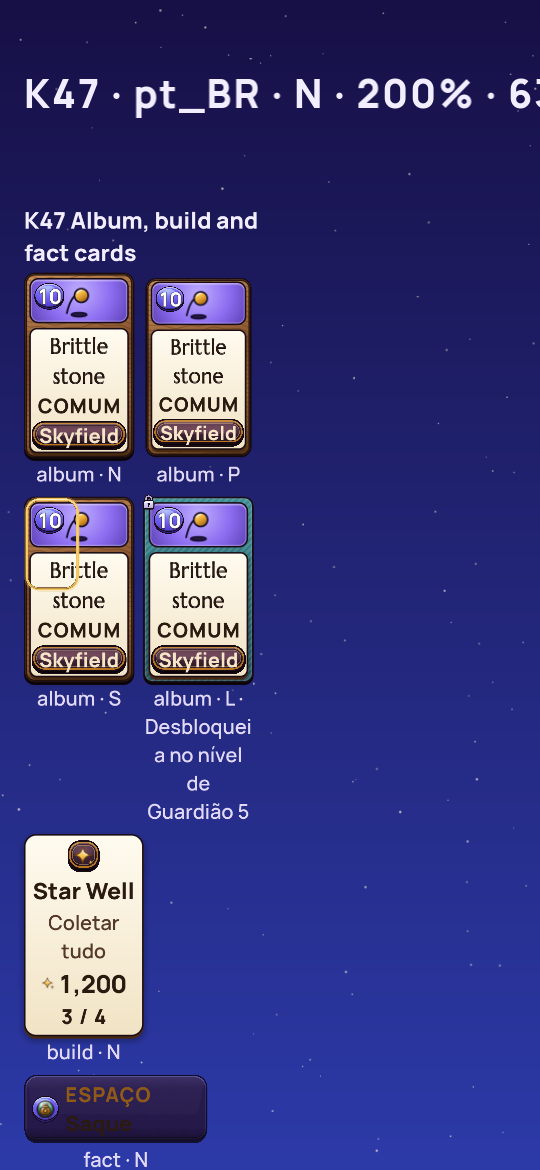 K47 · pt_BR · N · 200% · 63
K47 Album, build and
fact cards
10
10
Brittle
stone
COMUM
Skyfield
Brittle
stone
COMUM
Skyfield
album · N
album · P
10
10
Brittle
stone
COMUM
Skyfield
Brittle
stone
COMUM
Skyfield
album · S
album · L ·
Desbloquei
a no nível
de
Guardião 5
Star Well
Coletar
tudo
1,200
3 / 4
build · N
ESPAÇO
Saque
fact · N